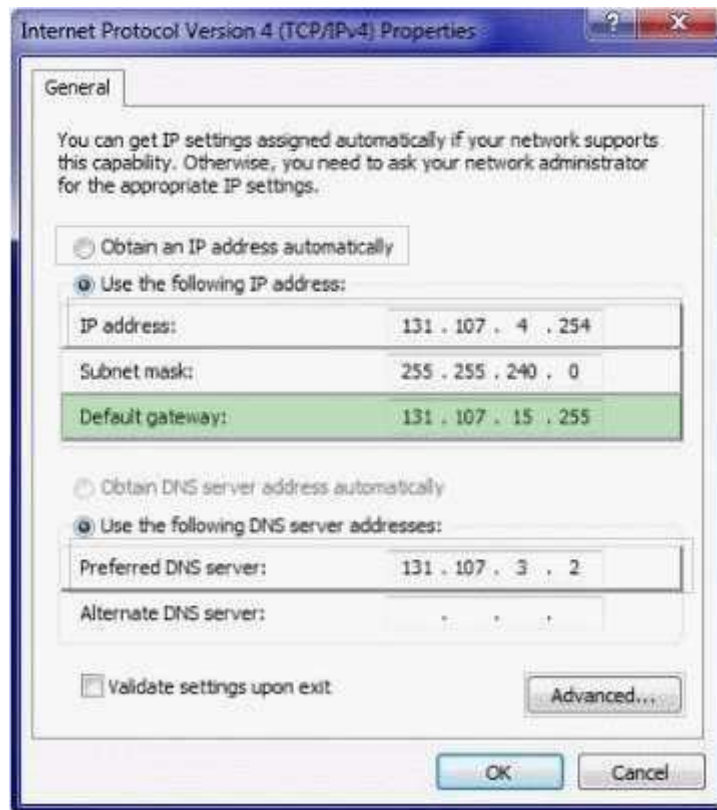 Internet Protocol Version 4 (TCP/IPv4) Properties
?
X
General
You can get IP settings assigned automatically if your network supports
this capability. Otherwise, you need to ask your network administrator
for the appropriate IP settings.
Obtain an IP address automatically
Use the following IP address:
IP address: 131 . 107 . 4 . 254
Subnet mask: 255 . 255 . 240 . 0
Default gateway: 131 . 107 . 15 . 255
Obtain DNS server address automatically
Use the following DNS server addresses:
Preferred DNS server: 131 . 107 . 3 . 2
Alternate DNS server: . . .
Validate settings upon exit
Advanced...
OK Cancel